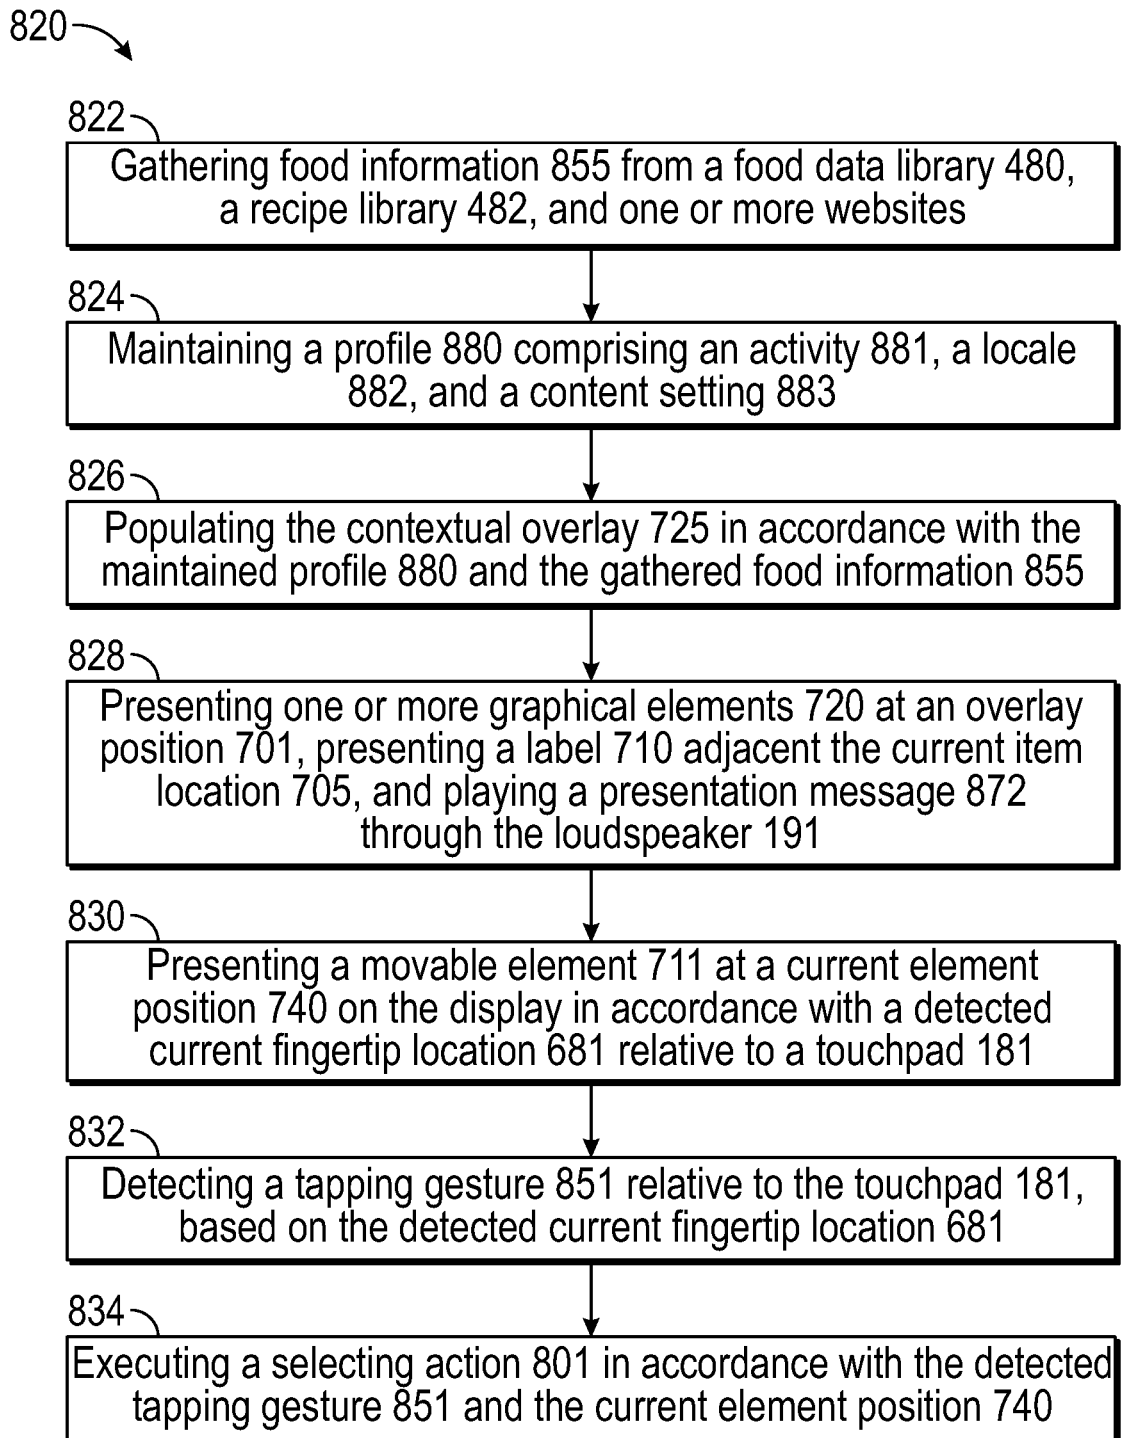 820
822
Gathering food information 855 from a food data library 480,
a recipe library 482, and one or more websites
824
Maintaining a profile 880 comprising an activity 881, a locale
882, and a content setting 883
826
Populating the contextual overlay 725 in accordance with the
maintained profile 880 and the gathered food information 855
828
Presenting one or more graphical elements 720 at an overlay
position 701, presenting a label 710 adjacent the current item
location 705, and playing a presentation message 872
through the loudspeaker 191
830
Presenting a movable element 711 at a current element
position 740 on the display in accordance with a detected
current fingertip location 681 relative to a touchpad 181
832
Detecting a tapping gesture 851 relative to the touchpad 181,
based on the detected current fingertip location 681
834
Executing a selecting action 801 in accordance with the detected
tapping gesture 851 and the current element position 740